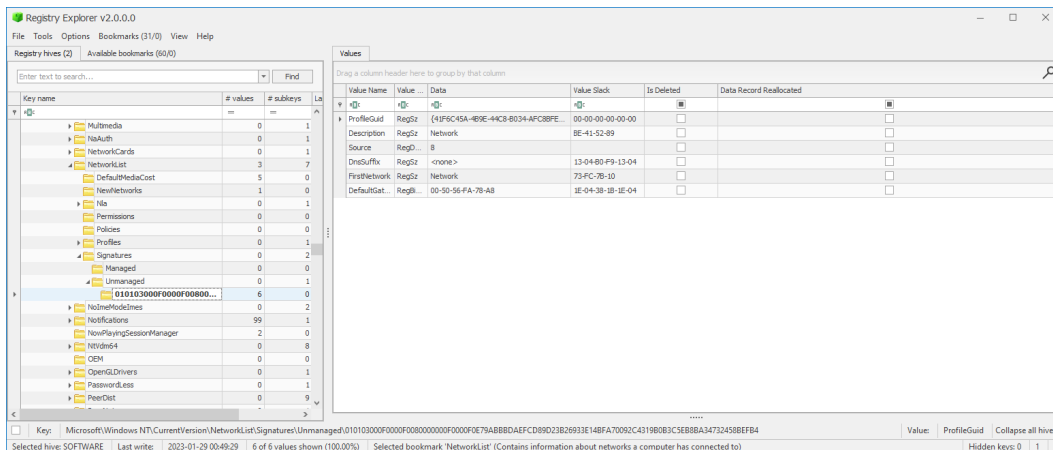 Registry Explorer v2.0.0.0
File Tools Options Bookmarks (31/0) View Help
Registry hives (2) Available bookmarks (60/0)
Enter text to search... Find
Key name # values # subkeys La
= =
Multimedia 0 1
NaAuth 0 1
NetworkCards 0 1
NetworkList 3 7
DefaultMediaCost 5 0
NewNetworks 1 0
Nla 0 1
Permissions 0 0
Policies 0 0
Profiles 0 1
Signatures 0 2
Managed 0 0
Unmanaged 0 1
010103000F0000F00800... 6 0
NoImeModeImes 0 2
Notifications 99 1
NowPlayingSessionManager 2 0
NtVdm64 0 8
OEM 0 0
OpenGLDrivers 0 1
PasswordLess 0 1
PeerDist 0 9
Values
Drag a column header here to group by that column
Value Name Value ... Data Value Slack Is Deleted Data Record Reallocated
ProfileGuid RegSz {41F6C45A-4B9E-44C8-B034-AFC8BFE... 00-00-00-00-00-00
Description RegSz Network BE-41-52-89
Source RegD... 8
DnsSuffix RegSz <none> 13-04-B0-F9-13-04
FirstNetwork RegSz Network 73-FC-7B-10
DefaultGat... RegBi... 00-50-56-FA-78-A8 1E-04-38-1B-1E-04
Key: Microsoft\Windows NT\CurrentVersion\NetworkList\Signatures\Unmanaged\010103000F0000F0080000000F0000F0E79ABBBDAEFCD89D23B26933E14BFA70092C4319B0B3C5EB8BA34732458BEFB4 Value: ProfileGuid Collapse all hive
Selected hive: SOFTWARE Last write: 2023-01-29 00:49:29 6 of 6 values shown (100.00%) Selected bookmark 'NetworkList' (Contains information about networks a computer has connected to) Hidden keys: 0 1